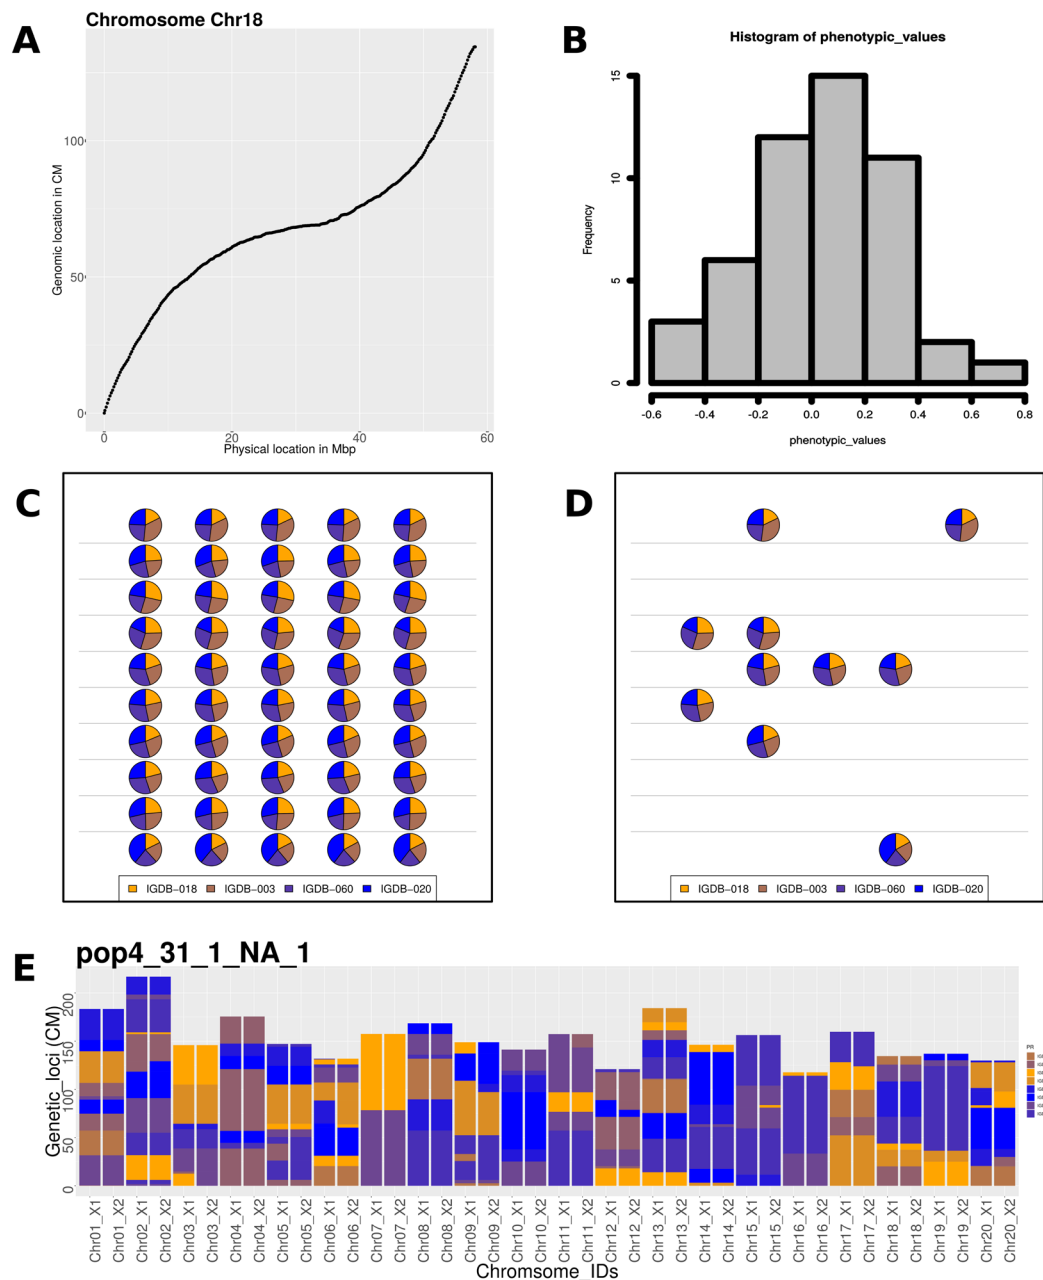 A
Chromosome Chr18
Genomic location in CM
100
50
0
0 20 40 60
Physical location in Mbp
B
Histogram of phenotypic_values
Frequency
15
10
5
0
-0.6 -0.4 -0.2 0.0 0.2 0.4 0.6 0.8
phenotypic_values
C
IGDB−018 IGDB−003 IGDB−060 IGDB−020
D
IGDB−018 IGDB−003 IGDB−060 IGDB−020
E
pop4_31_1_NA_1
Genetic_loci (CM)
200
150
100
50
0
Chr01_X1 Chr01_X2 Chr02_X1 Chr02_X2 Chr03_X1 Chr03_X2 Chr04_X1 Chr04_X2 Chr05_X1 Chr05_X2 Chr06_X1 Chr06_X2 Chr07_X1 Chr07_X2 Chr08_X1 Chr08_X2 Chr09_X1 Chr09_X2 Chr10_X1 Chr10_X2 Chr11_X1 Chr11_X2 Chr12_X1 Chr12_X2 Chr13_X1 Chr13_X2 Chr14_X1 Chr14_X2 Chr15_X1 Chr15_X2 Chr16_X1 Chr16_X2 Chr17_X1 Chr17_X2 Chr18_X1 Chr18_X2 Chr19_X1 Chr19_X2 Chr20_X1 Chr20_X2
Chromsome_IDs